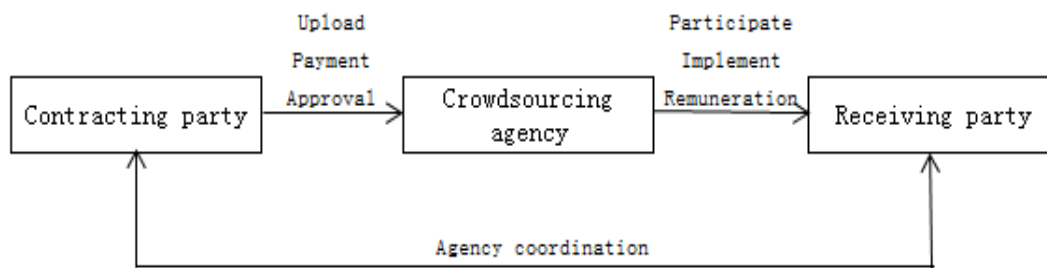 Upload
Payment
Approval
Participate
Implement
Remuneration
Contracting party
Crowdsourcing
agency
Receiving party
Agency coordination